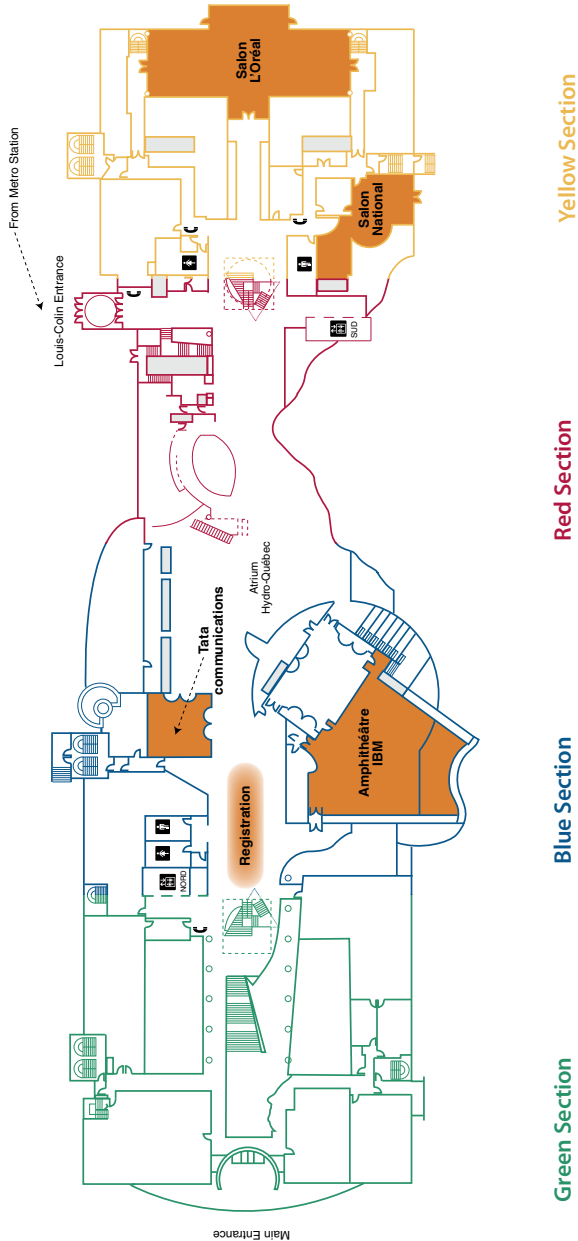 From Metro Station
Louis-Colin Entrance
Salon
L'Oréal
Salon
National
SUD
Atrium
Hydro-Québec
Tata
communications
Amphithéâtre
IBM
Registration
NORD
Main Entrance
Green Section
Blue Section
Red Section
Yellow Section